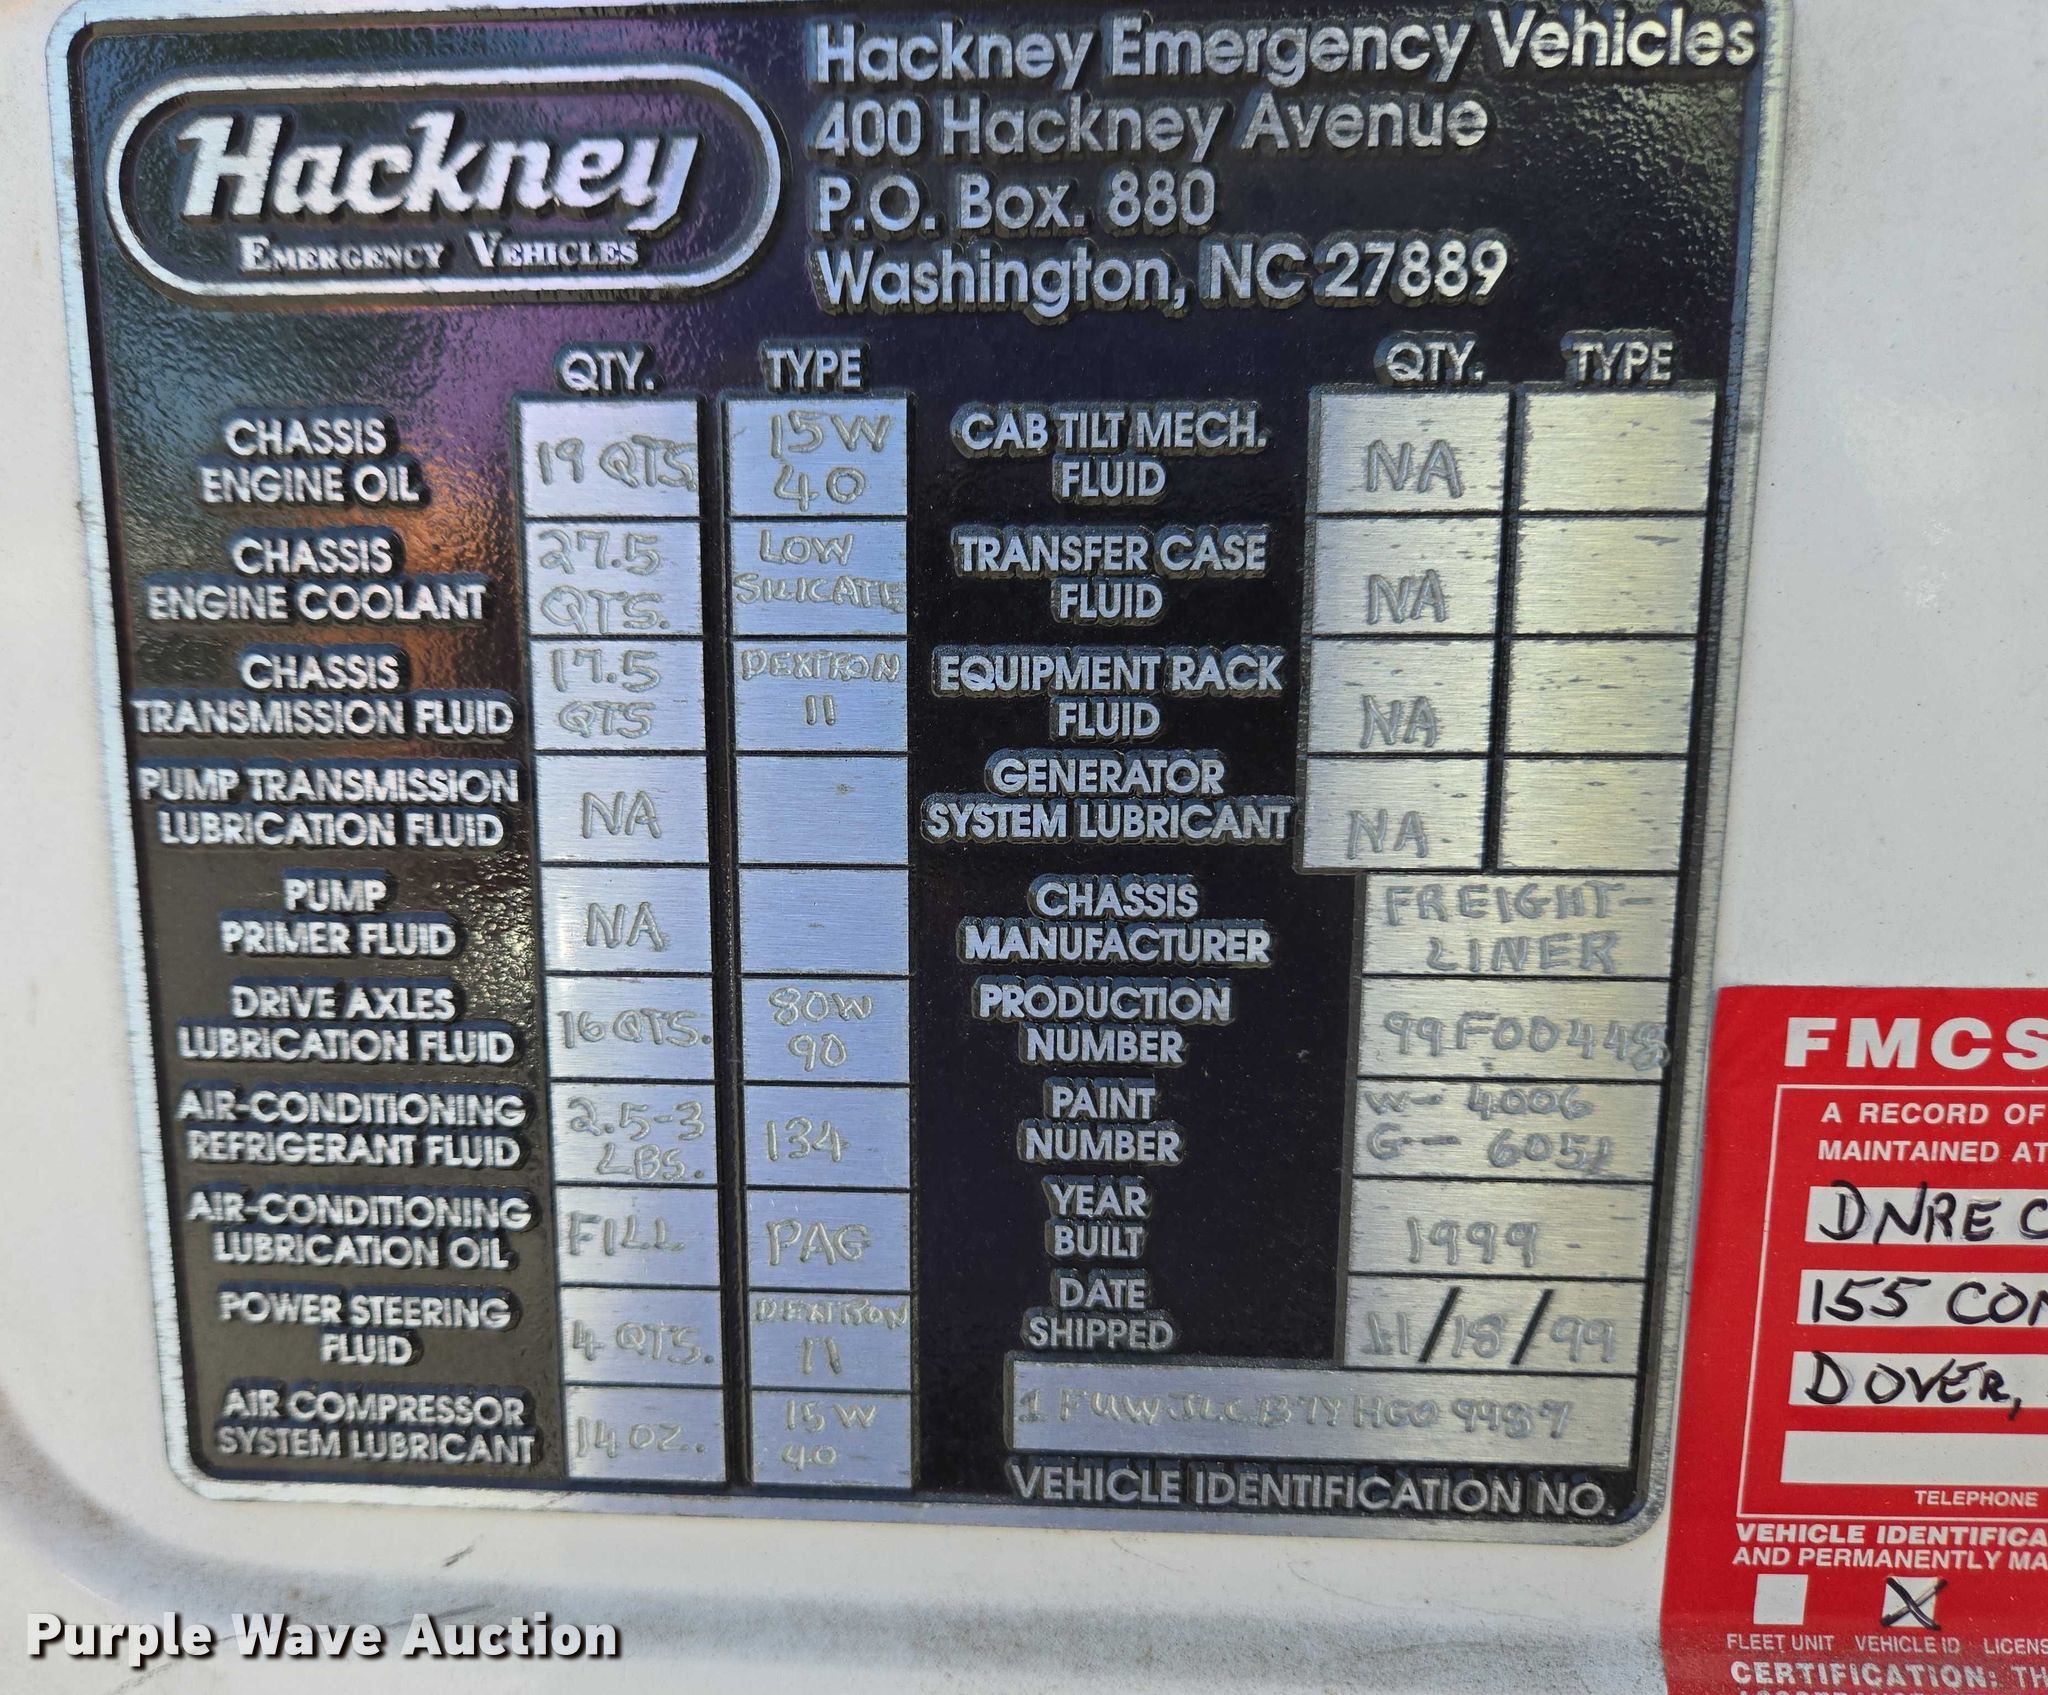 Hackney
EMERGENCY VEHICLES
Hackney Emergency Vehicles
400 Hackney Avenue
P.O. Box. 880
Washington, NC 27889
QTY. TYPE
CHASSIS
ENGINE OIL
19 QTS.
15W
40
CHASSIS
ENGINE COOLANT
27.5
QTS.
LOW
SILICATE
CHASSIS
TRANSMISSION FLUID
17.5
QTS
DEXTRON
II
PUMP TRANSMISSION
LUBRICATION FLUID
NA
PUMP
PRIMER FLUID
NA
DRIVE AXLES
LUBRICATION FLUID
16 QTS.
80W
90
AIR-CONDITIONING
REFRIGERANT FLUID
2.5-3
LBS.
134
AIR-CONDITIONING
LUBRICATION OIL
FILL
PAG
POWER STEERING
FLUID
4 QTS.
DEXTRON
II
AIR COMPRESSOR
SYSTEM LUBRICANT
14 OZ.
15W
40
QTY. TYPE
CAB TILT MECH.
FLUID
NA
TRANSFER CASE
FLUID
NA
EQUIPMENT RACK
FLUID
NA
GENERATOR
SYSTEM LUBRICANT
NA
CHASSIS
MANUFACTURER
FREIGHT-
LINER
PRODUCTION
NUMBER
99F00448
PAINT
NUMBER
W- 4006
G- 6051
YEAR
BUILT
1999
DATE
SHIPPED
11/18/99
VEHICLE IDENTIFICATION NO.
FMCS
A RECORD OF
MAINTAINED AT
DNREC
155 COM
DOVER,
TELEPHONE
VEHICLE IDENTIFICA
AND PERMANENTLY MA
X
FLEET UNIT VEHICLE ID LICENS
CERTIFICATION: TH
Purple Wave Auction